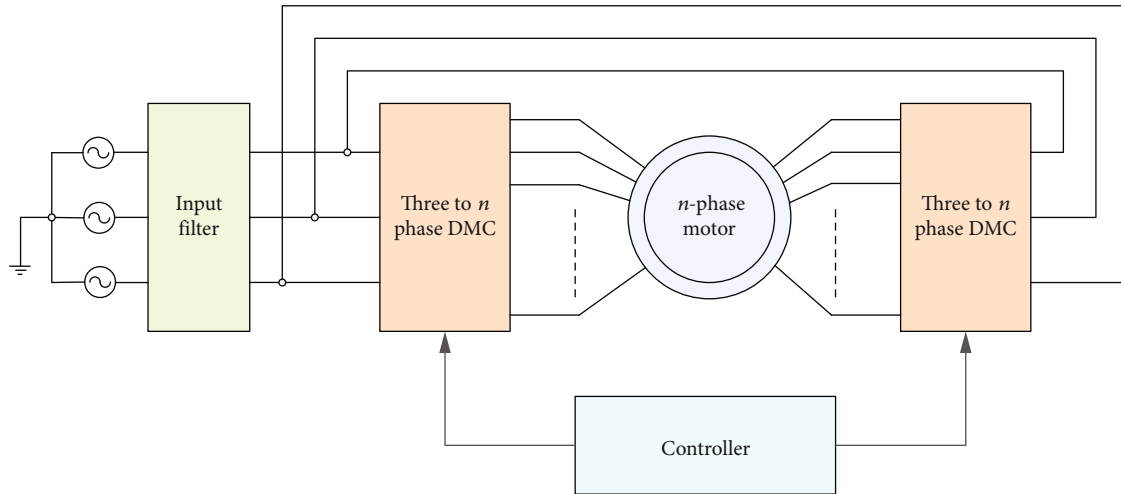 Input
filter
Three to n
phase DMC
n-phase
motor
Three to n
phase DMC
Controller